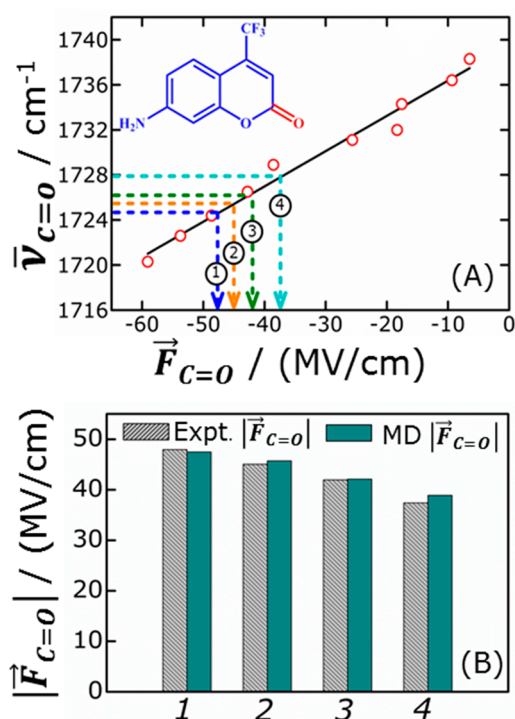 1740
1736
1732
1728
1724
1720
1716
ν̄C=O / cm⁻¹
CF₃
H₂N
O
O
1
2
3
4
(A)
-60
-50
-40
-30
-20
-10
0
F⃗C=O / (MV/cm)
Expt. |F⃗C=O|
MD |F⃗C=O|
50
40
30
20
10
0
|F⃗C=O| / (MV/cm)
(B)
1
2
3
4